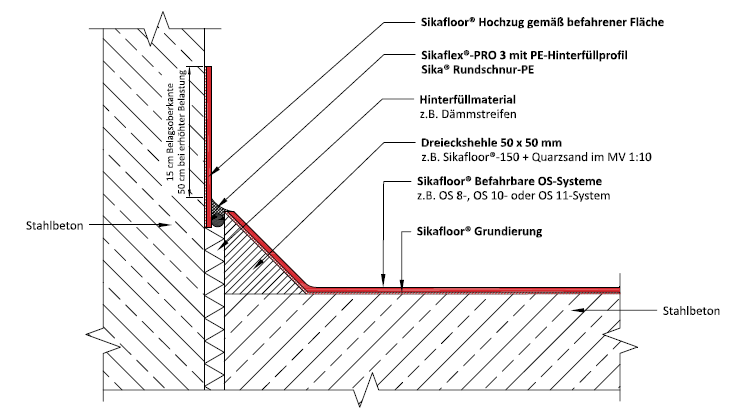 Sikafloor® Hochzug gemäß befahrener Fläche
Sikaflex®-PRO 3 mit PE-Hinterfüllprofil
Sika® Rundschnur-PE
Hinterfüllmaterial
z.B. Dämmstreifen
Dreieckshehle 50 x 50 mm
z.B. Sikafloor®-150 + Quarzsand im MV 1:10
Sikafloor® Befahrbare OS-Systeme
z.B. OS 8-, OS 10- oder OS 11-System
Sikafloor® Grundierung
15 cm Belagsoberkante
50 cm bei erhöhter Belastung
Stahlbeton
Stahlbeton